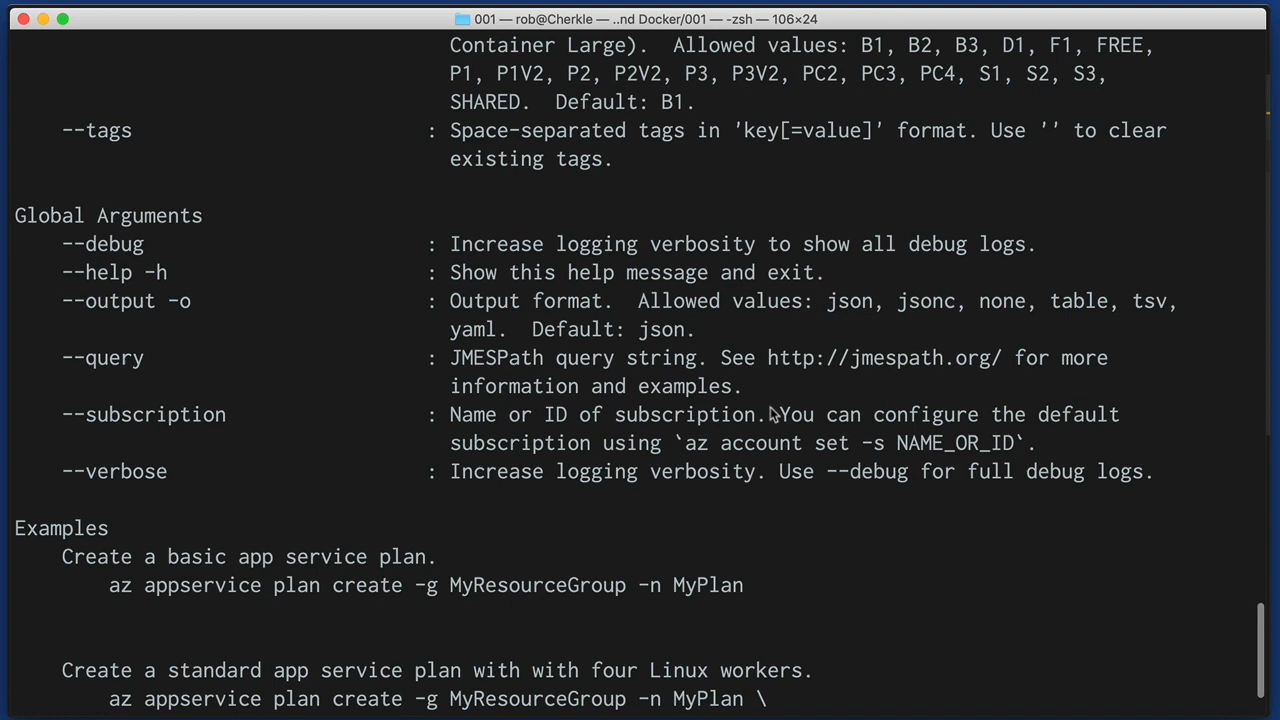 001 — rob@Cherkle — ..nd Docker/001 — -zsh — 106×24
Container Large).  Allowed values: B1, B2, B3, D1, F1, FREE,
P1, P1V2, P2, P2V2, P3, P3V2, PC2, PC3, PC4, S1, S2, S3,
SHARED.  Default: B1.
--tags : Space-separated tags in 'key[=value]' format. Use '' to clear
existing tags.
Global Arguments
--debug : Increase logging verbosity to show all debug logs.
--help -h : Show this help message and exit.
--output -o : Output format.  Allowed values: json, jsonc, none, table, tsv,
yaml.  Default: json.
--query : JMESPath query string. See http://jmespath.org/ for more
information and examples.
--subscription : Name or ID of subscription. You can configure the default
subscription using `az account set -s NAME_OR_ID`.
--verbose : Increase logging verbosity. Use --debug for full debug logs.
Examples
Create a basic app service plan.
az appservice plan create -g MyResourceGroup -n MyPlan
Create a standard app service plan with with four Linux workers.
az appservice plan create -g MyResourceGroup -n MyPlan \